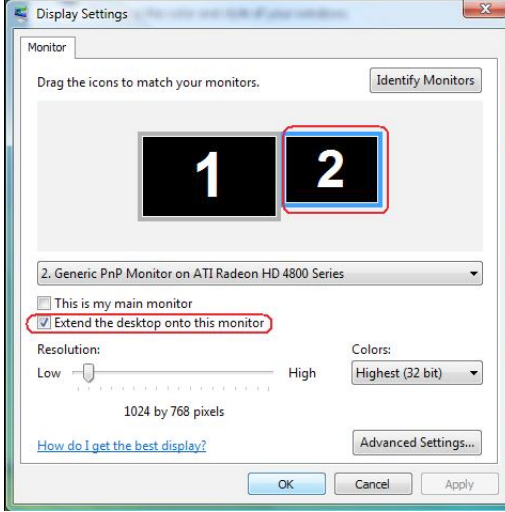 Display Settings
Monitor
Drag the icons to match your monitors.
Identify Monitors
1
2
2. Generic PnP Monitor on ATI Radeon HD 4800 Series
This is my main monitor
Extend the desktop onto this monitor
Resolution:
Colors:
Low
High
Highest (32 bit)
1024 by 768 pixels
How do I get the best display?
Advanced Settings...
OK
Cancel
Apply